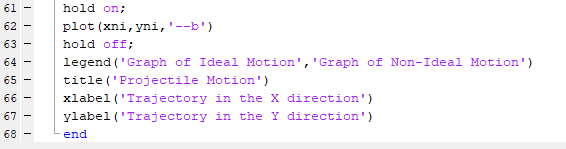 61 - hold on;
62 - plot(xni,yni,'--b')
63 - hold off;
64 - legend('Graph of Ideal Motion','Graph of Non-Ideal Motion')
65 - title('Projectile Motion')
66 - xlabel('Trajectory in the X direction')
67 - ylabel('Trajectory in the Y direction')
68 - end